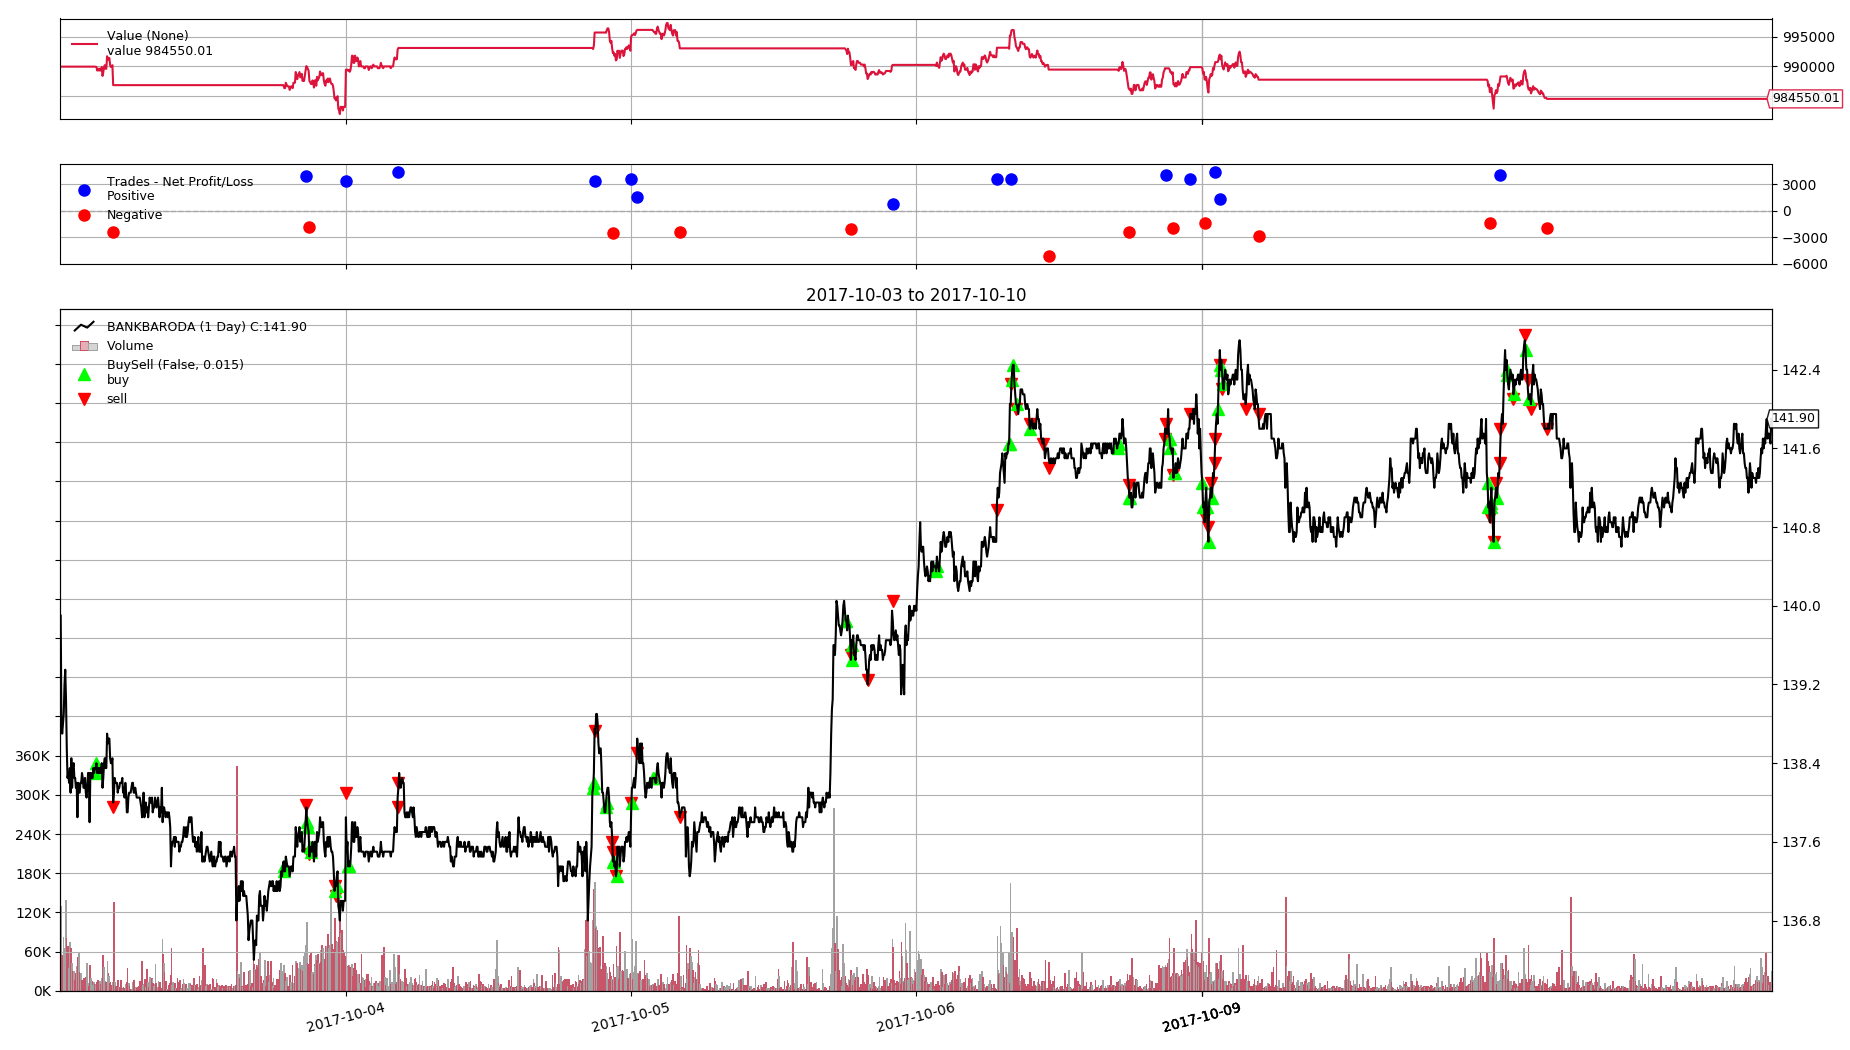 Value (None)
value 984550.01
995000
990000
984550.01
Trades - Net Profit/Loss
Positive
Negative
3000
0
−3000
−6000
2017-10-03 to 2017-10-10
BANKBARODA (1 Day) C:141.90
Volume
BuySell (False, 0.015)
buy
sell
142.4
141.90
141.6
140.8
140.0
139.2
138.4
137.6
136.8
360K
300K
240K
180K
120K
60K
0K
2017-10-04
2017-10-05
2017-10-06
2017-10-09